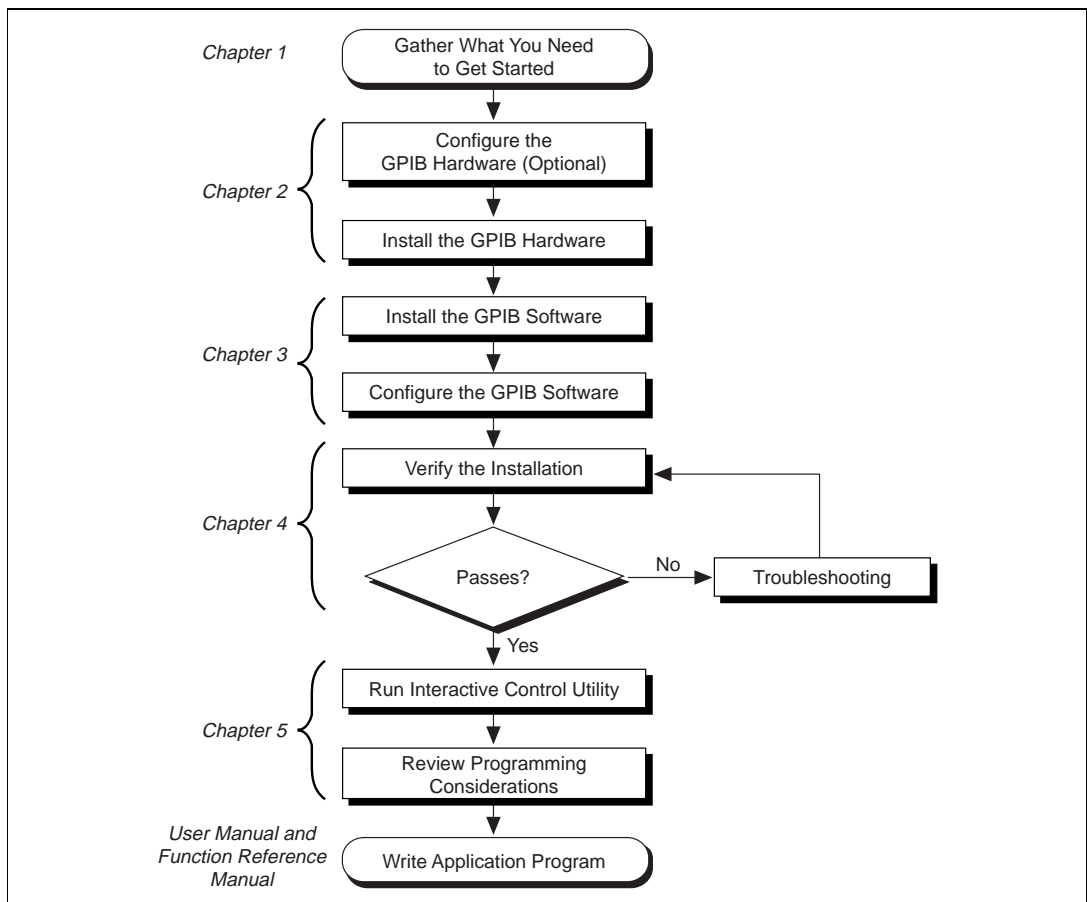 Chapter 1
Gather What You Need
to Get Started
Chapter 2
Configure the
GPIB Hardware (Optional)
Install the GPIB Hardware
Chapter 3
Install the GPIB Software
Configure the GPIB Software
Chapter 4
Verify the Installation
Passes?
No
Troubleshooting
Yes
Chapter 5
Run Interactive Control Utility
Review Programming
Considerations
User Manual and
Function Reference
Manual
Write Application Program